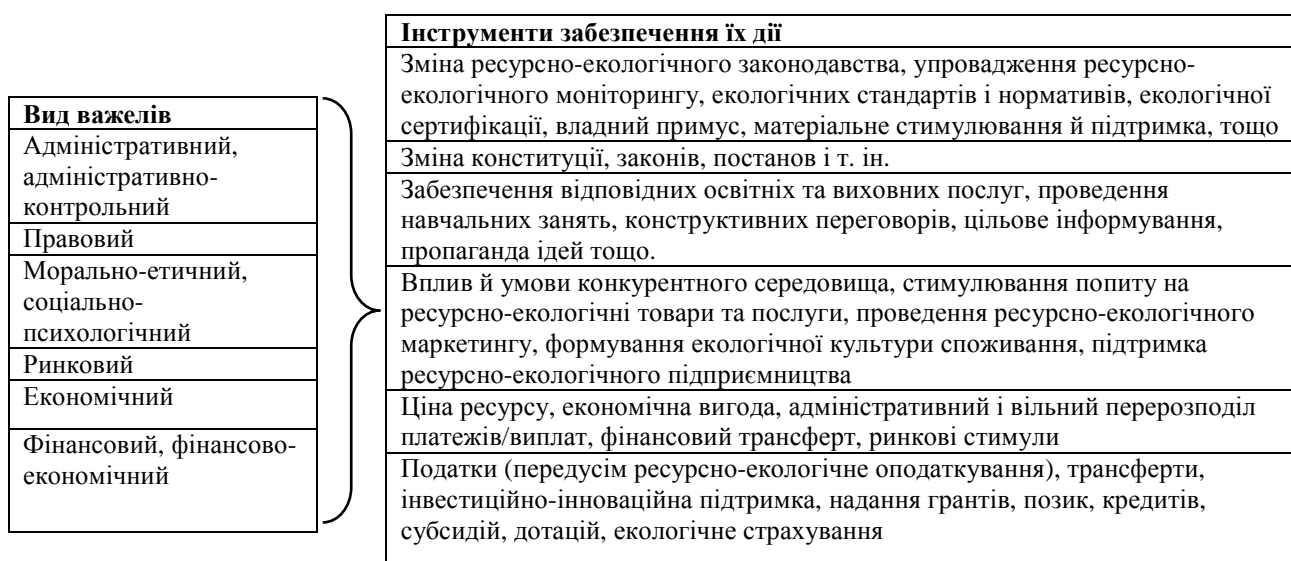 Вид важелів
Адміністративний,
адміністративно-
контрольний
Правовий
Морально-етичний,
соціально-
психологічний
Ринковий
Економічний
Фінансовий, фінансово-
економічний
Інструменти забезпечення їх дії
Зміна ресурсно-екологічного законодавства, упровадження ресурсно-
екологічного моніторингу, екологічних стандартів і нормативів, екологічної
сертифікації, владний примус, матеріальне стимулювання й підтримка, тощо
Зміна конституції, законів, постанов і т. ін.
Забезпечення відповідних освітніх та виховних послуг, проведення
навчальних занять, конструктивних переговорів, цільове інформування,
пропаганда ідей тощо.
Вплив й умови конкурентного середовища, стимулювання попиту на
ресурсно-екологічні товари та послуги, проведення ресурсно-екологічного
маркетингу, формування екологічної культури споживання, підтримка
ресурсно-екологічного підприємництва
Ціна ресурсу, економічна вигода, адміністративний і вільний перерозподіл
платежів/виплат, фінансовий трансферт, ринкові стимули
Податки (передусім ресурсно-екологічне оподаткування), трансферти,
інвестиційно-інноваційна підтримка, надання грантів, позик, кредитів,
субсидій, дотацій, екологічне страхування